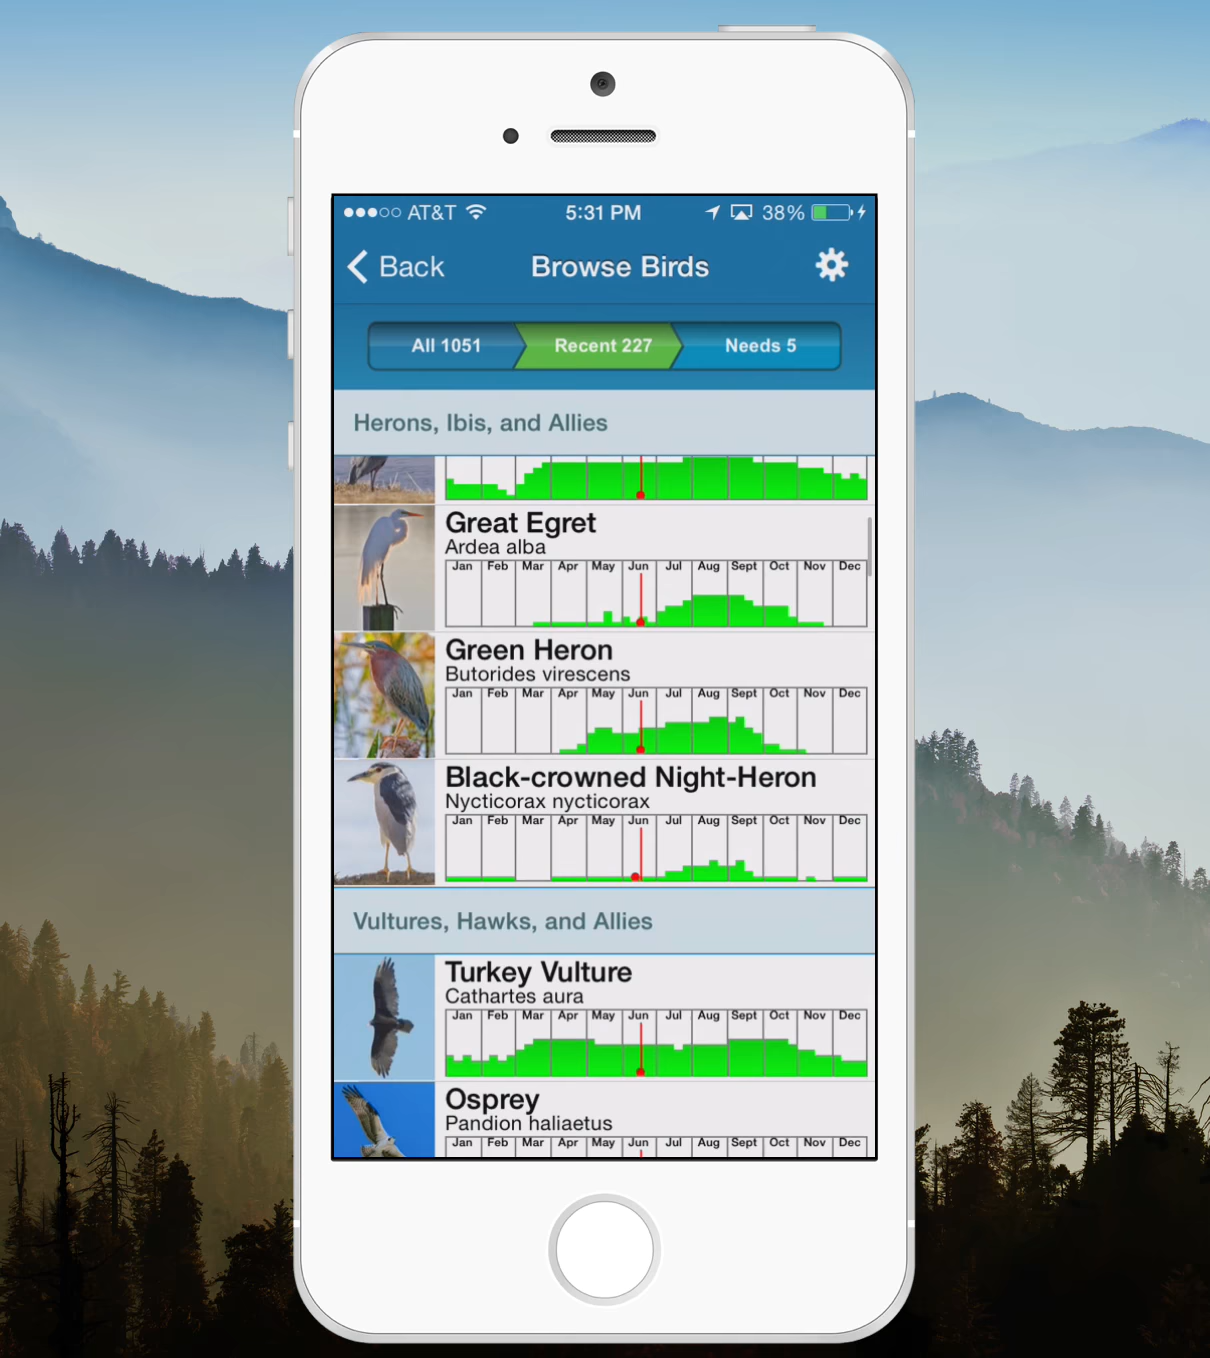 AT&T 5:31 PM 38%
Back Browse Birds
All 1051 Recent 227 Needs 5
Herons, Ibis, and Allies
Great Egret
Ardea alba
Jan Feb Mar Apr May Jun Jul Aug Sept Oct Nov Dec
Green Heron
Butorides virescens
Jan Feb Mar Apr May Jun Jul Aug Sept Oct Nov Dec
Black-crowned Night-Heron
Nycticorax nycticorax
Jan Feb Mar Apr May Jun Jul Aug Sept Oct Nov Dec
Vultures, Hawks, and Allies
Turkey Vulture
Cathartes aura
Jan Feb Mar Apr May Jun Jul Aug Sept Oct Nov Dec
Osprey
Pandion haliaetus
Jan Feb Mar Apr May Jun Jul Aug Sept Oct Nov Dec